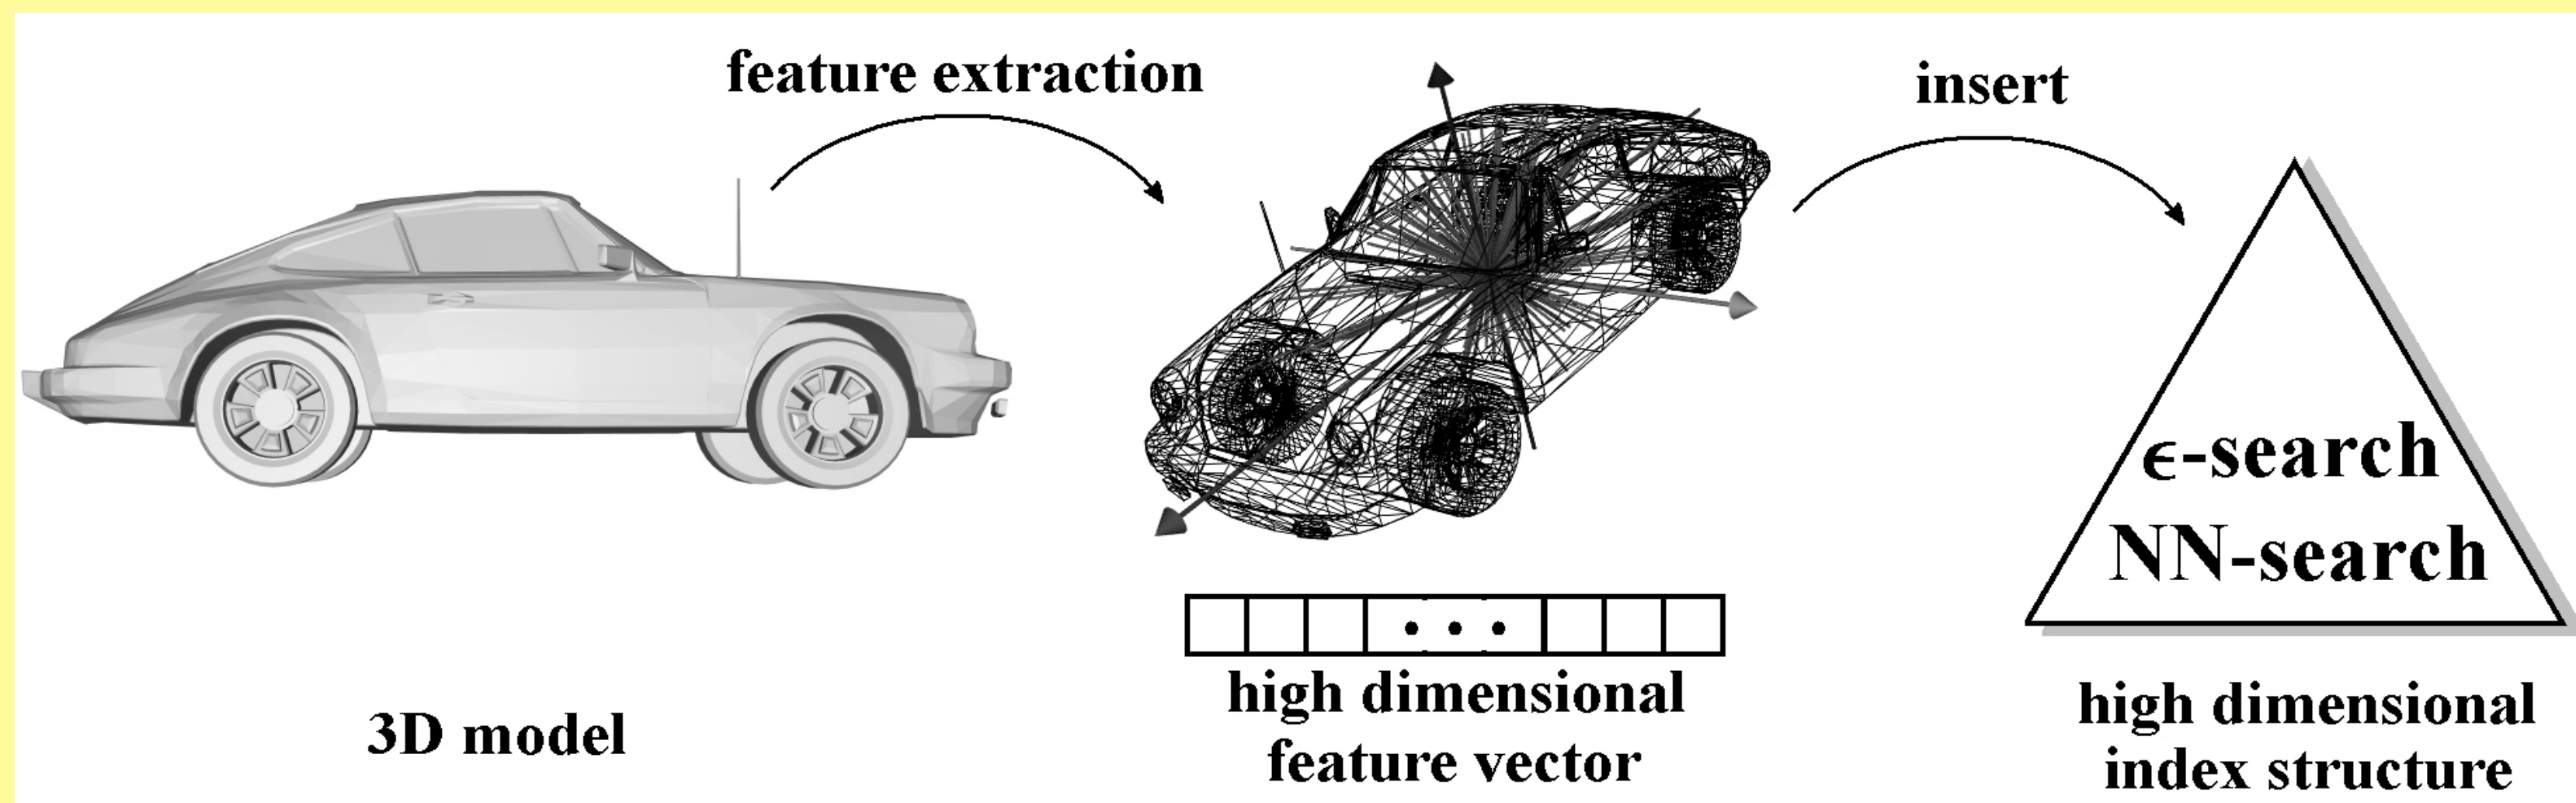 feature extraction
insert
ϵ-search
NN-search
3D model
high dimensional
feature vector
high dimensional
index structure